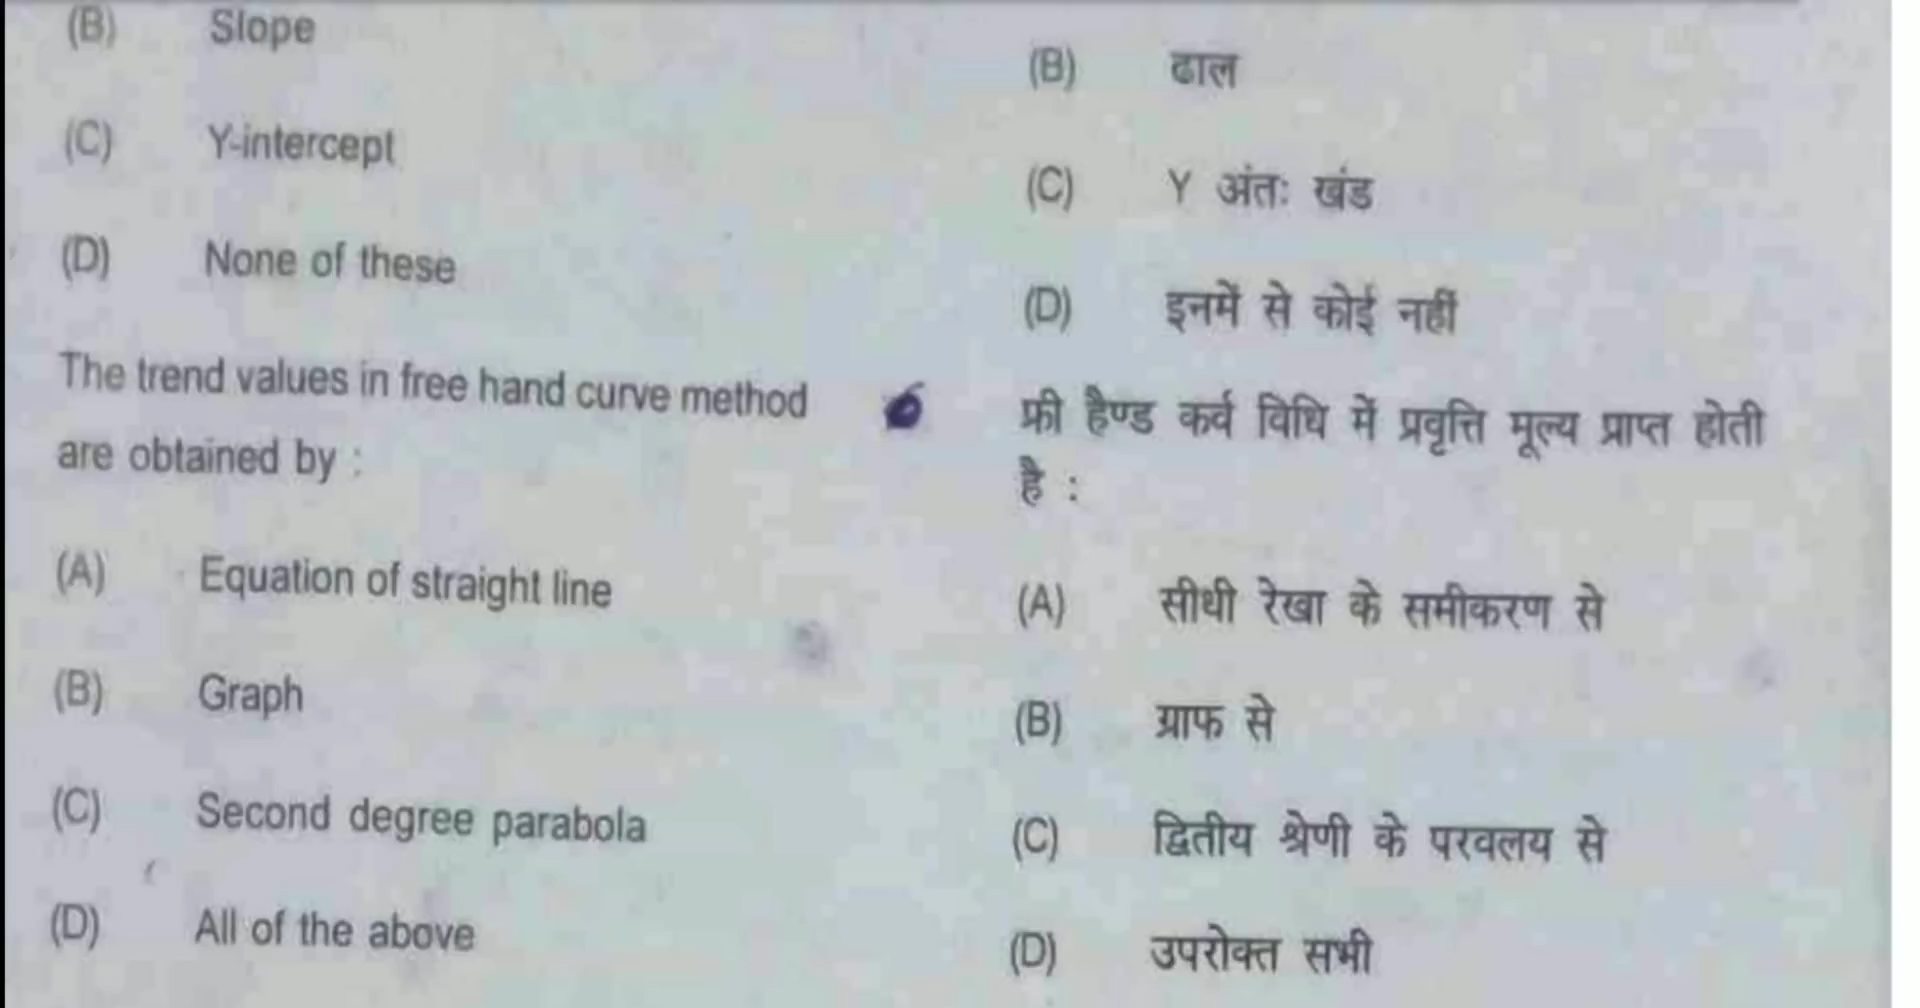 (B) Slope
(C) Y-intercept
(D) None of these
The trend values in free hand curve method
are obtained by :
(A) Equation of straight line
(B) Graph
(C) Second degree parabola
(D) All of the above
(B) ढाल
(C) Y अंतः खंड
(D) इनमें से कोई नहीं
फ्री हैण्ड कर्व विधि में प्रवृत्ति मूल्य प्राप्त होती
है :
(A) सीधी रेखा के समीकरण से
(B) ग्राफ से
(C) द्वितीय श्रेणी के परवलय से
(D) उपरोक्त सभी